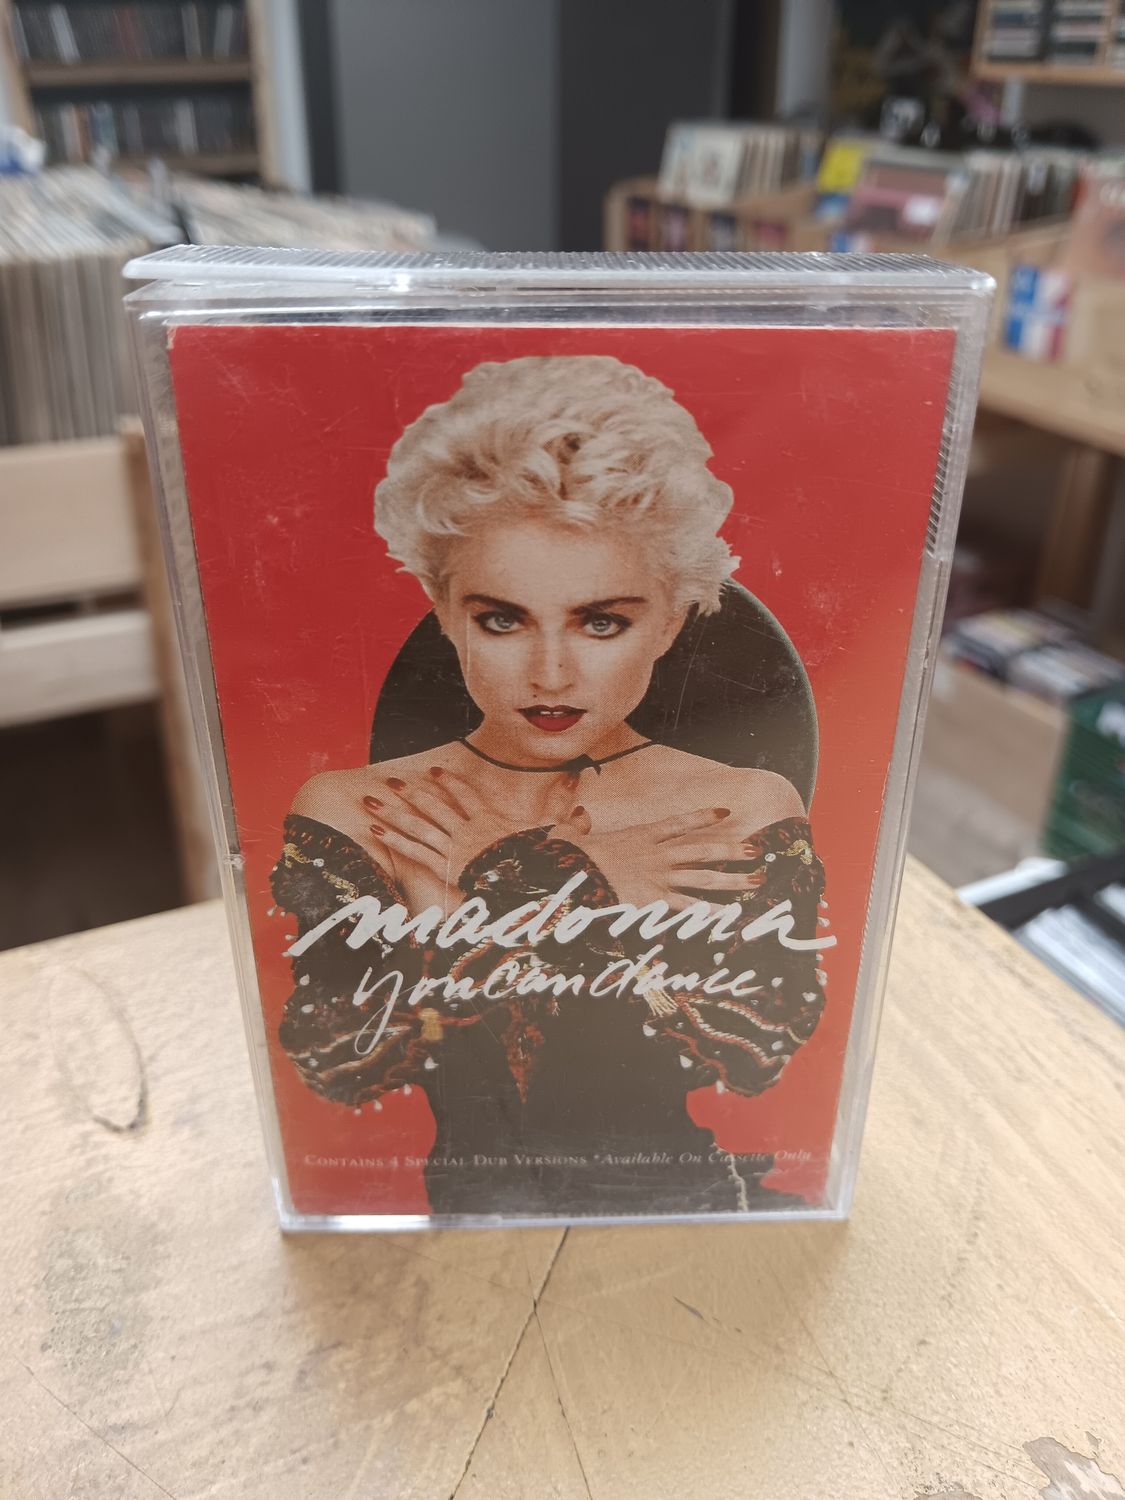 madonna
you can dance.
CONTAINS 4 SPECIAL DUB VERSIONS *Available On Cassette Only